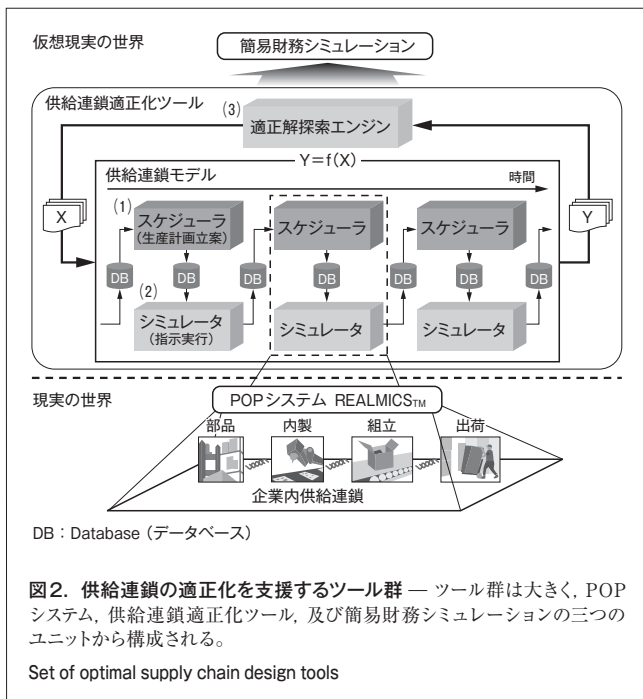 仮想現実の世界
簡易財務シミュレーション
供給連鎖適正化ツール
(3)
適正解探索エンジン
Y=f(X)
供給連鎖モデル
時間
X
Y
(1)
スケジューラ
(生産計画立案)
スケジューラ
スケジューラ
DB
DB
DB
DB
DB
DB
DB
(2)
シミュレータ
(指示実行)
シミュレータ
シミュレータ
現実の世界
POPシステム REALMICS™
部品
内製
組立
出荷
企業内供給連鎖
DB：Database（データベース）
図2．供給連鎖の適正化を支援するツール群 — ツール群は大きく，POP
システム，供給連鎖適正化ツール，及び簡易財務シミュレーションの三つの
ユニットから構成される。
Set of optimal supply chain design tools